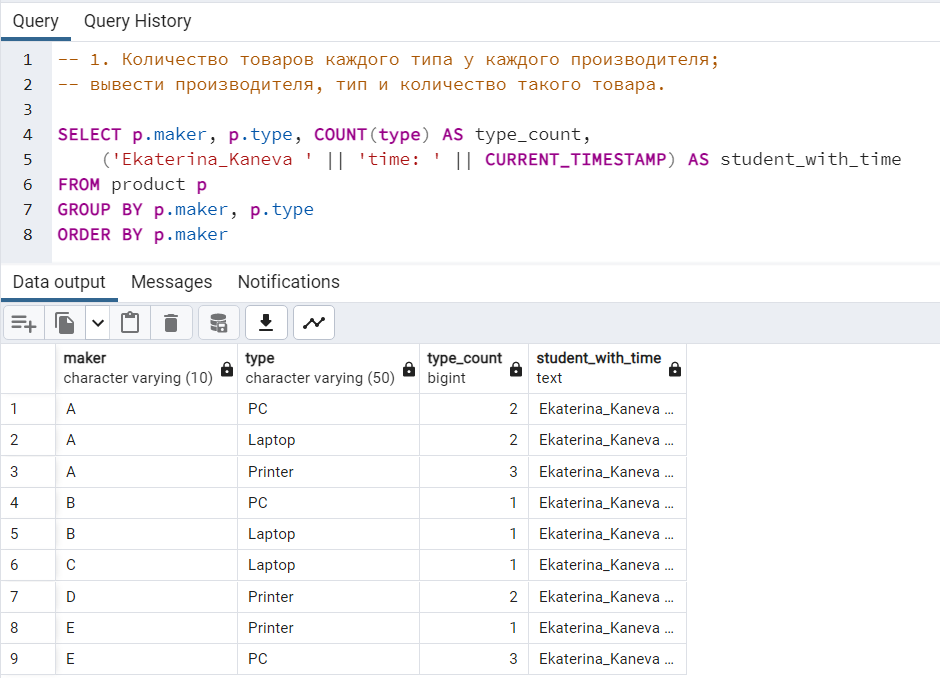 Query Query History
1 -- 1. Количество товаров каждого типа у каждого производителя;
2 -- вывести производителя, тип и количество такого товара.
3
4 SELECT p.maker, p.type, COUNT(type) AS type_count,
5 ('Ekaterina_Kaneva ' || 'time: ' || CURRENT_TIMESTAMP) AS student_with_time
6 FROM product p
7 GROUP BY p.maker, p.type
8 ORDER BY p.maker
Data output Messages Notifications
maker type type_count student_with_time
character varying (10) character varying (50) bigint text
1 A PC 2 Ekaterina_Kaneva ...
2 A Laptop 2 Ekaterina_Kaneva ...
3 A Printer 3 Ekaterina_Kaneva ...
4 B PC 1 Ekaterina_Kaneva ...
5 B Laptop 1 Ekaterina_Kaneva ...
6 C Laptop 1 Ekaterina_Kaneva ...
7 D Printer 2 Ekaterina_Kaneva ...
8 E Printer 1 Ekaterina_Kaneva ...
9 E PC 3 Ekaterina_Kaneva ...